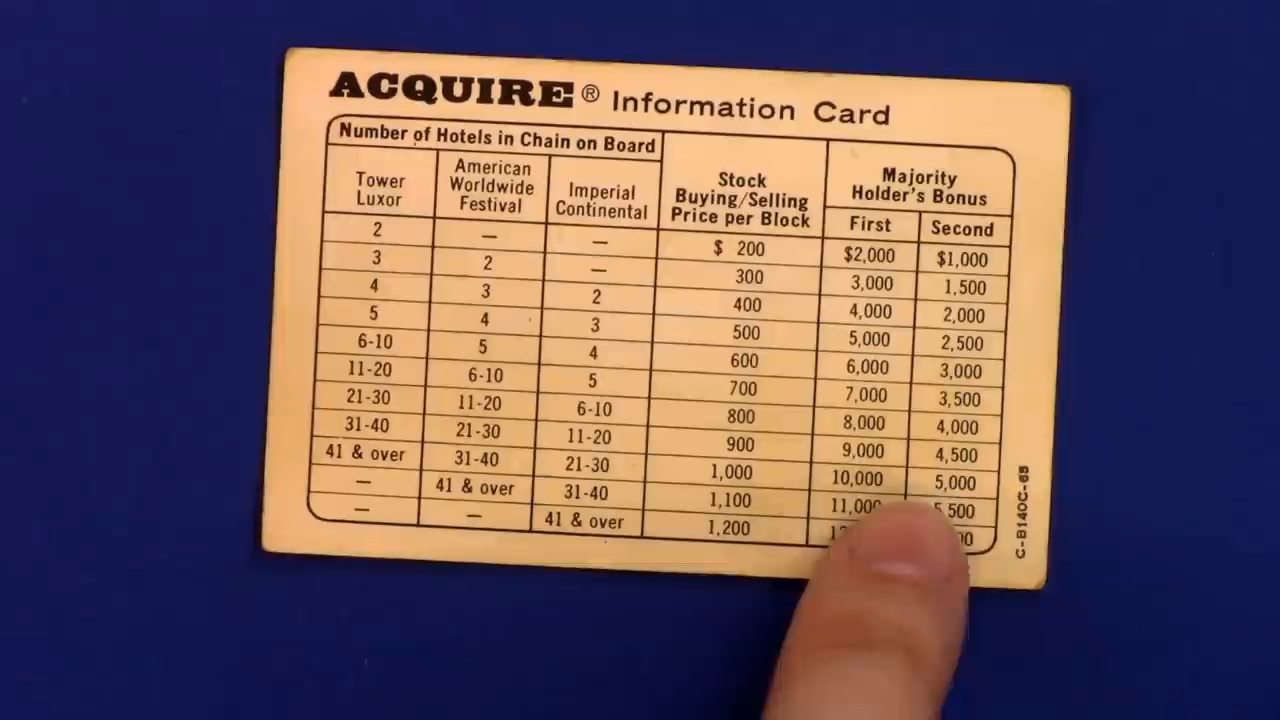 ACQUIRE® Information Card
Number of Hotels in Chain on Board
Tower
Luxor
American
Worldwide
Festival
Imperial
Continental
Stock
Buying/Selling
Price per Block
Majority
Holder's Bonus
First Second
2 — — $ 200 $2,000 $1,000
3 2 — 300 3,000 1,500
4 3 2 400 4,000 2,000
5 4 3 500 5,000 2,500
6-10 5 4 600 6,000 3,000
11-20 6-10 5 700 7,000 3,500
21-30 11-20 6-10 800 8,000 4,000
31-40 21-30 11-20 900 9,000 4,500
41 & over 31-40 21-30 1,000 10,000 5,000
— 41 & over 31-40 1,100 11,000 5,500
— — 41 & over 1,200
C-B140C-65